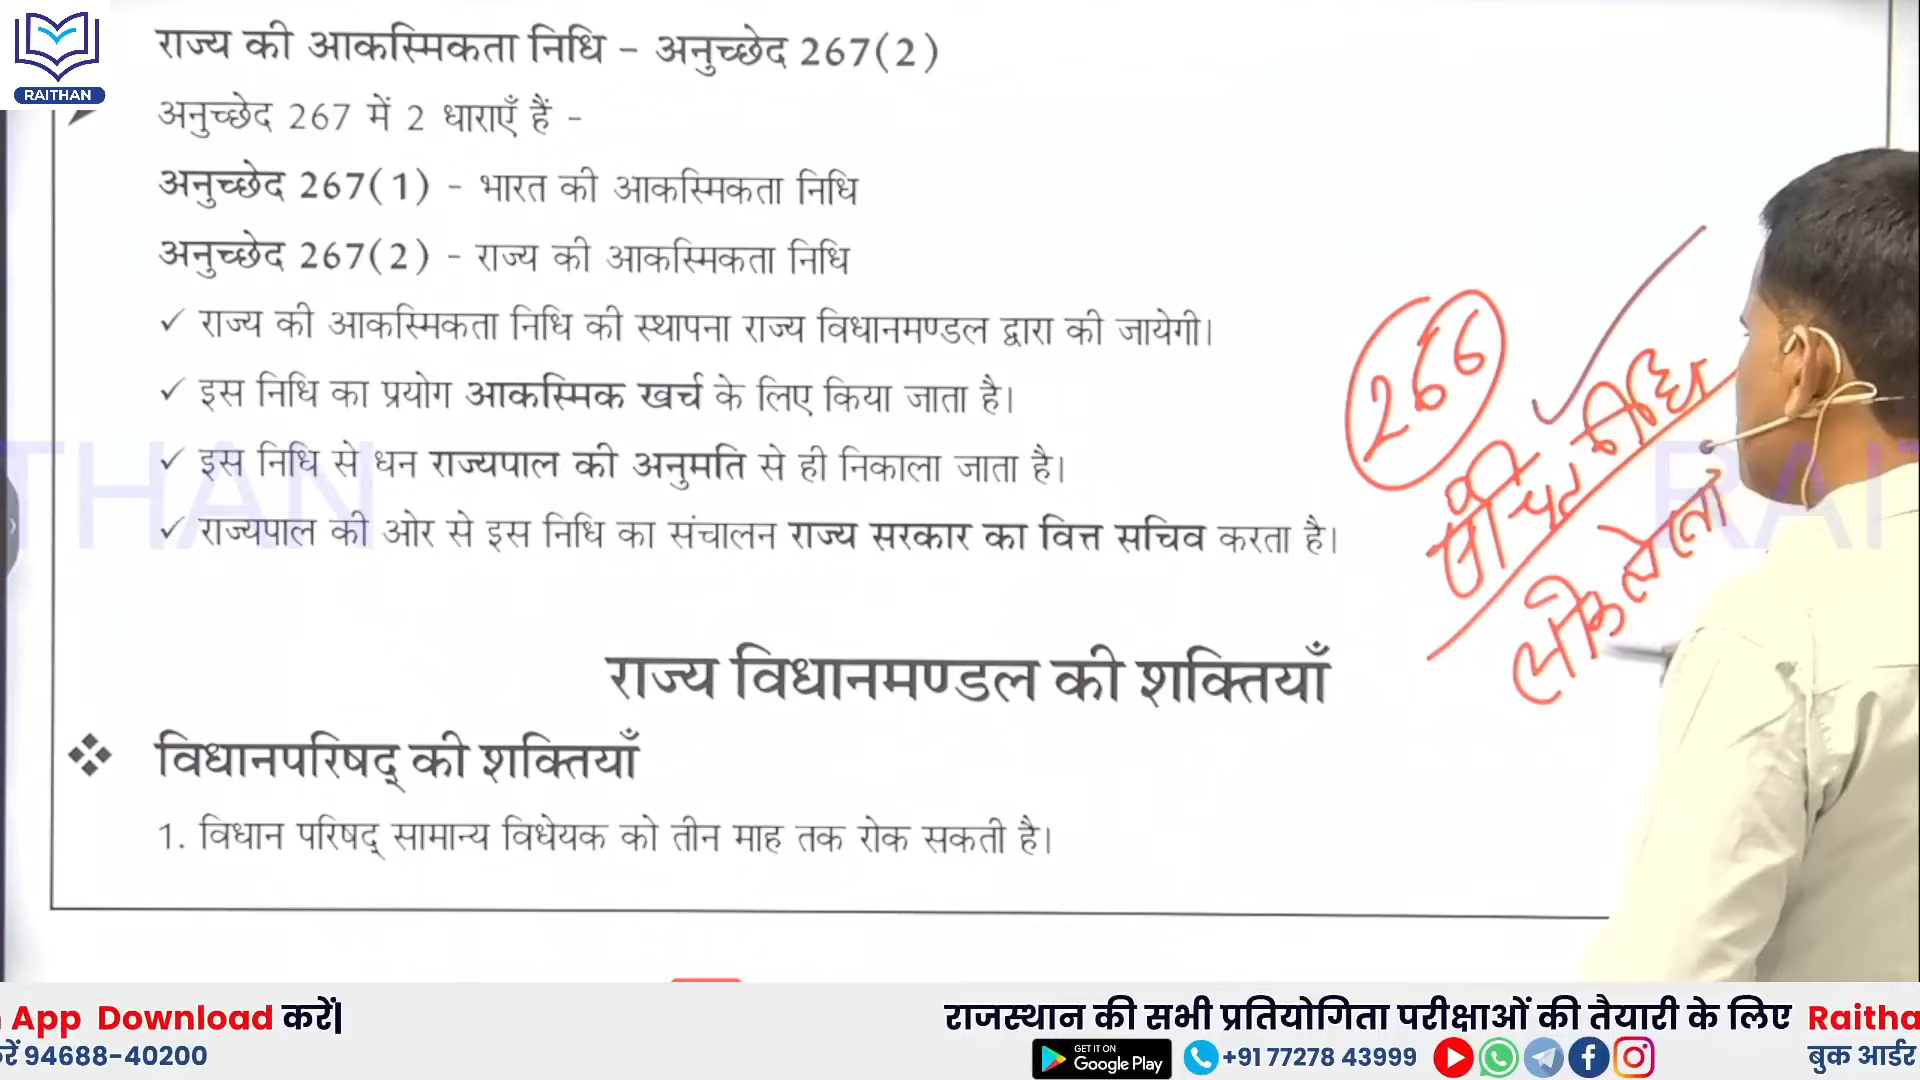 RAITHAN
राज्य की आकस्मिकता निधि - अनुच्छेद 267(2)
अनुच्छेद 267 में 2 धाराएँ हैं -
अनुच्छेद 267(1) - भारत की आकस्मिकता निधि
अनुच्छेद 267(2) - राज्य की आकस्मिकता निधि
✓ राज्य की आकस्मिकता निधि की स्थापना राज्य विधानमण्डल द्वारा की जायेगी।
✓ इस निधि का प्रयोग आकस्मिक खर्च के लिए किया जाता है।
✓ इस निधि से धन राज्यपाल की अनुमति से ही निकाला जाता है।
✓ राज्यपाल की ओर से इस निधि का संचालन राज्य सरकार का वित्त सचिव करता है।
266
संचित निधि
लोक लेखा
राज्य विधानमण्डल की शक्तियाँ
❖ विधानपरिषद् की शक्तियाँ
1. विधान परिषद् सामान्य विधेयक को तीन माह तक रोक सकती है।
THAN
RAIT
App Download करें|
रें 94688-40200
राजस्थान की सभी प्रतियोगिता परीक्षाओं की तैयारी के लिए Raitha
GET IT ON
Google Play
+91 77278 43999
बुक आर्डर